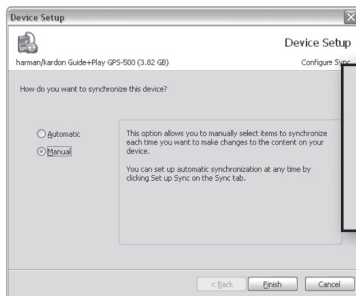 Device Setup
Device Setup
harman/kardon Guide+Play GPS-500 (3.82 GB)
Configure Sync
How do you want to synchronize this device?
Automatic
Manual
This option allows you to manually select items to synchronize
each time you want to make changes to the content on your
device.
You can set up automatic synchronization at any time by
clicking Set up Sync on the Sync tab.
< Back
Finish
Cancel